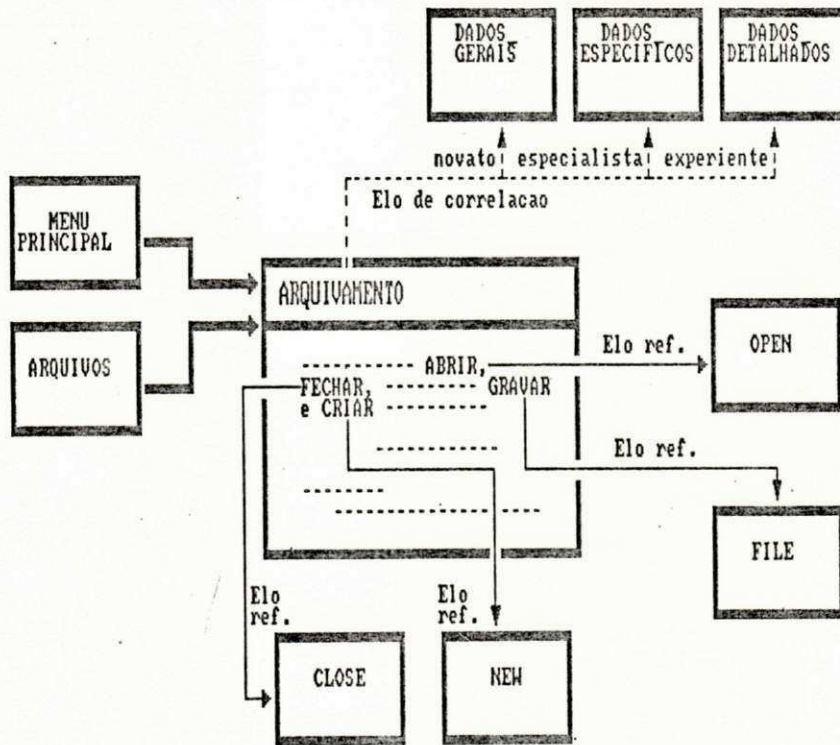 DADOS
GERAIS
DADOS
ESPECIFICOS
DADOS
DETALHADOS
novato especialista experiente
Elo de correlacao
MENU
PRINCIPAL
ARQUIVAMENTO
ARQUIVOS
ABRIR,
Elo ref.
OPEN
FECHAR,
GRAVAR
e CRIAR
Elo ref.
FILE
Elo
ref.
Elo
ref.
CLOSE
NEW